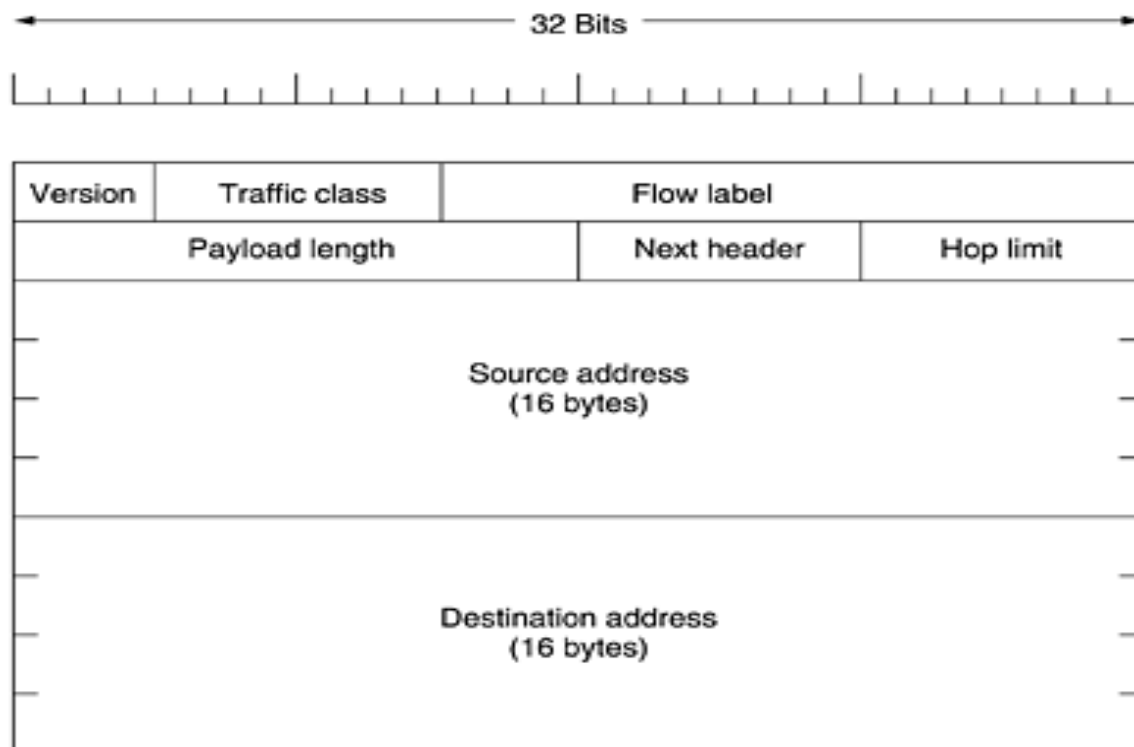 32 Bits
Version Traffic class Flow label
Payload length Next header Hop limit
Source address
(16 bytes)
Destination address
(16 bytes)